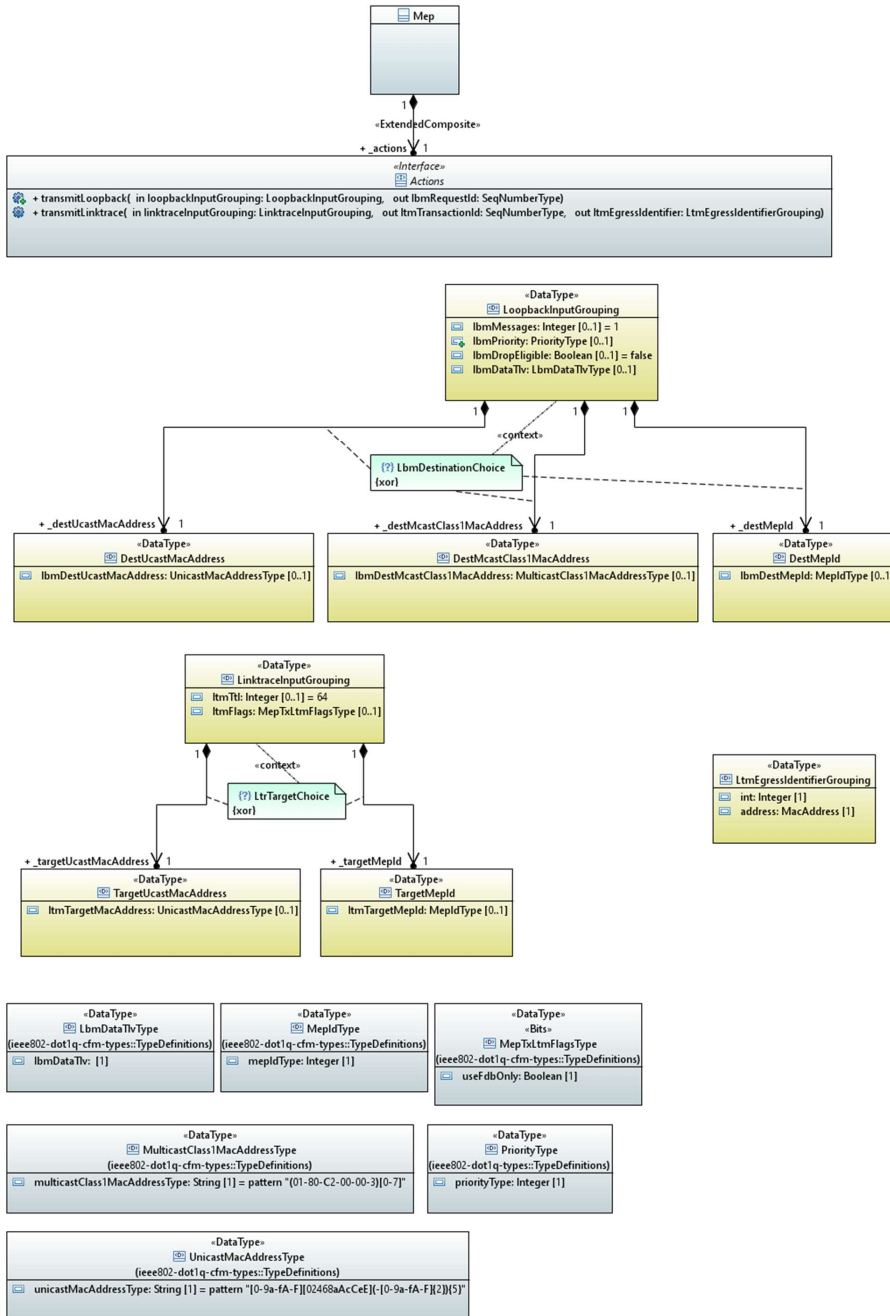 Mep
1
«ExtendedComposite»
+ _actions 1
«Interface»
Actions
+ transmitLoopback( in loopbackInputGrouping: LoopbackInputGrouping, out lbmRequestId: SeqNumberType)
+ transmitLinktrace( in linktraceInputGrouping: LinktraceInputGrouping, out ltmTransactionId: SeqNumberType, out ltmEgressIdentifier: LtmEgressIdentifierGrouping)
«DataType»
LoopbackInputGrouping
lbmMessages: Integer [0..1] = 1
lbmPriority: PriorityType [0..1]
lbmDropEligible: Boolean [0..1] = false
lbmDataTlv: LbmDataTlvType [0..1]
1 1 1
«context»
{?} LbmDestinationChoice
{xor}
+ _destUcastMacAddress 1
+ _destMcastClass1MacAddress 1
+ _destMepId 1
«DataType»
DestUcastMacAddress
lbmDestUcastMacAddress: UnicastMacAddressType [0..1]
«DataType»
DestMcastClass1MacAddress
lbmDestMcastClass1MacAddress: MulticastClass1MacAddressType [0..1]
«DataType»
DestMepId
lbmDestMepId: MepIdType [0..1
«DataType»
LinktraceInputGrouping
ltmTtl: Integer [0..1] = 64
ltmFlags: MepTxLtmFlagsType [0..1]
1 1
«context»
{?} LtrTargetChoice
{xor}
«DataType»
LtmEgressIdentifierGrouping
int: Integer [1]
address: MacAddress [1]
+ _targetUcastMacAddress 1
+ _targetMepId 1
«DataType»
TargetUcastMacAddress
ltmTargetMacAddress: UnicastMacAddressType [0..1]
«DataType»
TargetMepId
ltmTargetMepId: MepIdType [0..1]
«DataType»
LbmDataTlvType
(ieee802-dot1q-cfm-types::TypeDefinitions)
lbmDataTlv: [1]
«DataType»
MepIdType
(ieee802-dot1q-cfm-types::TypeDefinitions)
mepIdType: Integer [1]
«DataType»
«Bits»
MepTxLtmFlagsType
(ieee802-dot1q-cfm-types::TypeDefinitions)
useFdbOnly: Boolean [1]
«DataType»
MulticastClass1MacAddressType
(ieee802-dot1q-cfm-types::TypeDefinitions)
multicastClass1MacAddressType: String [1] = pattern "(01-80-C2-00-00-3)[0-7]"
«DataType»
PriorityType
(ieee802-dot1q-types::TypeDefinitions)
priorityType: Integer [1]
«DataType»
UnicastMacAddressType
(ieee802-dot1q-cfm-types::TypeDefinitions)
unicastMacAddressType: String [1] = pattern "[0-9a-fA-F][02468aAcCeE](-[0-9a-fA-F]{2}){5}"